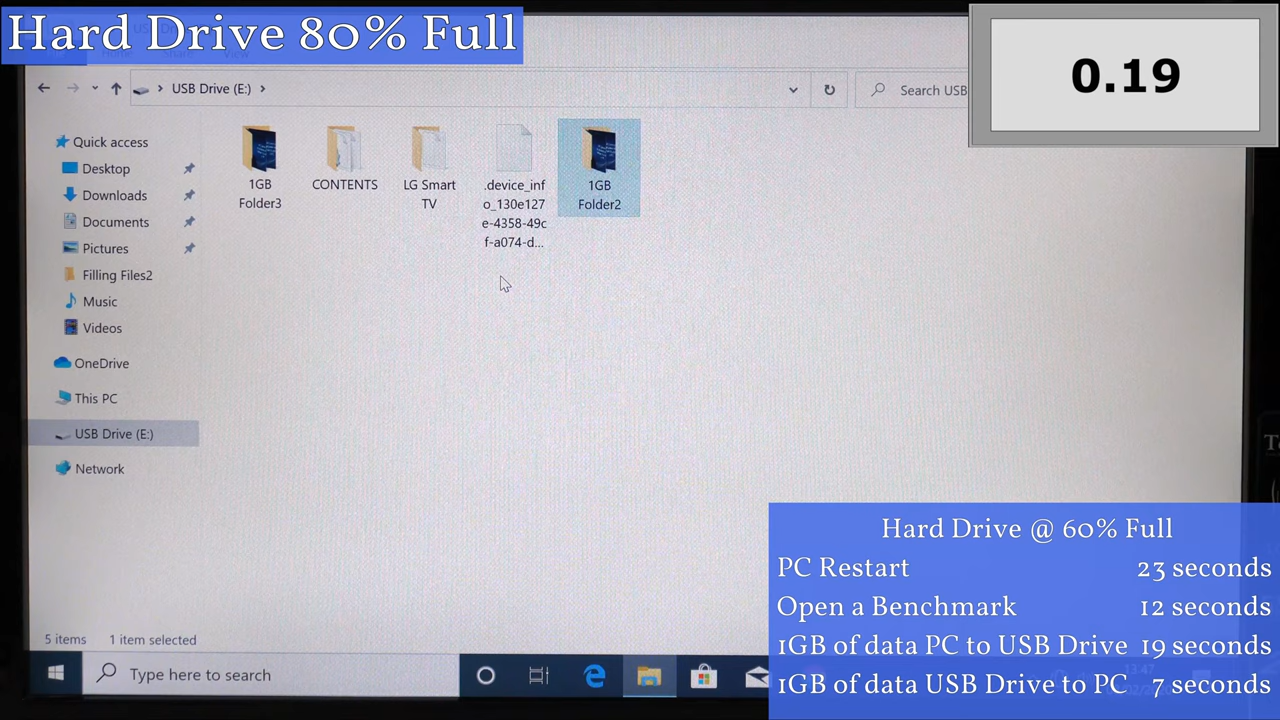 Hard Drive 80% Full
0.19
USB Drive (E:)
Search USB
Quick access
Desktop
Downloads
Documents
Pictures
Filling Files2
Music
Videos
OneDrive
This PC
USB Drive (E:)
Network
1GB
Folder3
CONTENTS
LG Smart
TV
.device_inf
o_130e127
e-4358-49c
f-a074-d...
1GB
Folder2
5 items 1 item selected
Type here to search
13:47
Hard Drive @ 60% Full
PC Restart 23 seconds
Open a Benchmark 12 seconds
1GB of data PC to USB Drive 19 seconds
1GB of data USB Drive to PC 7 seconds